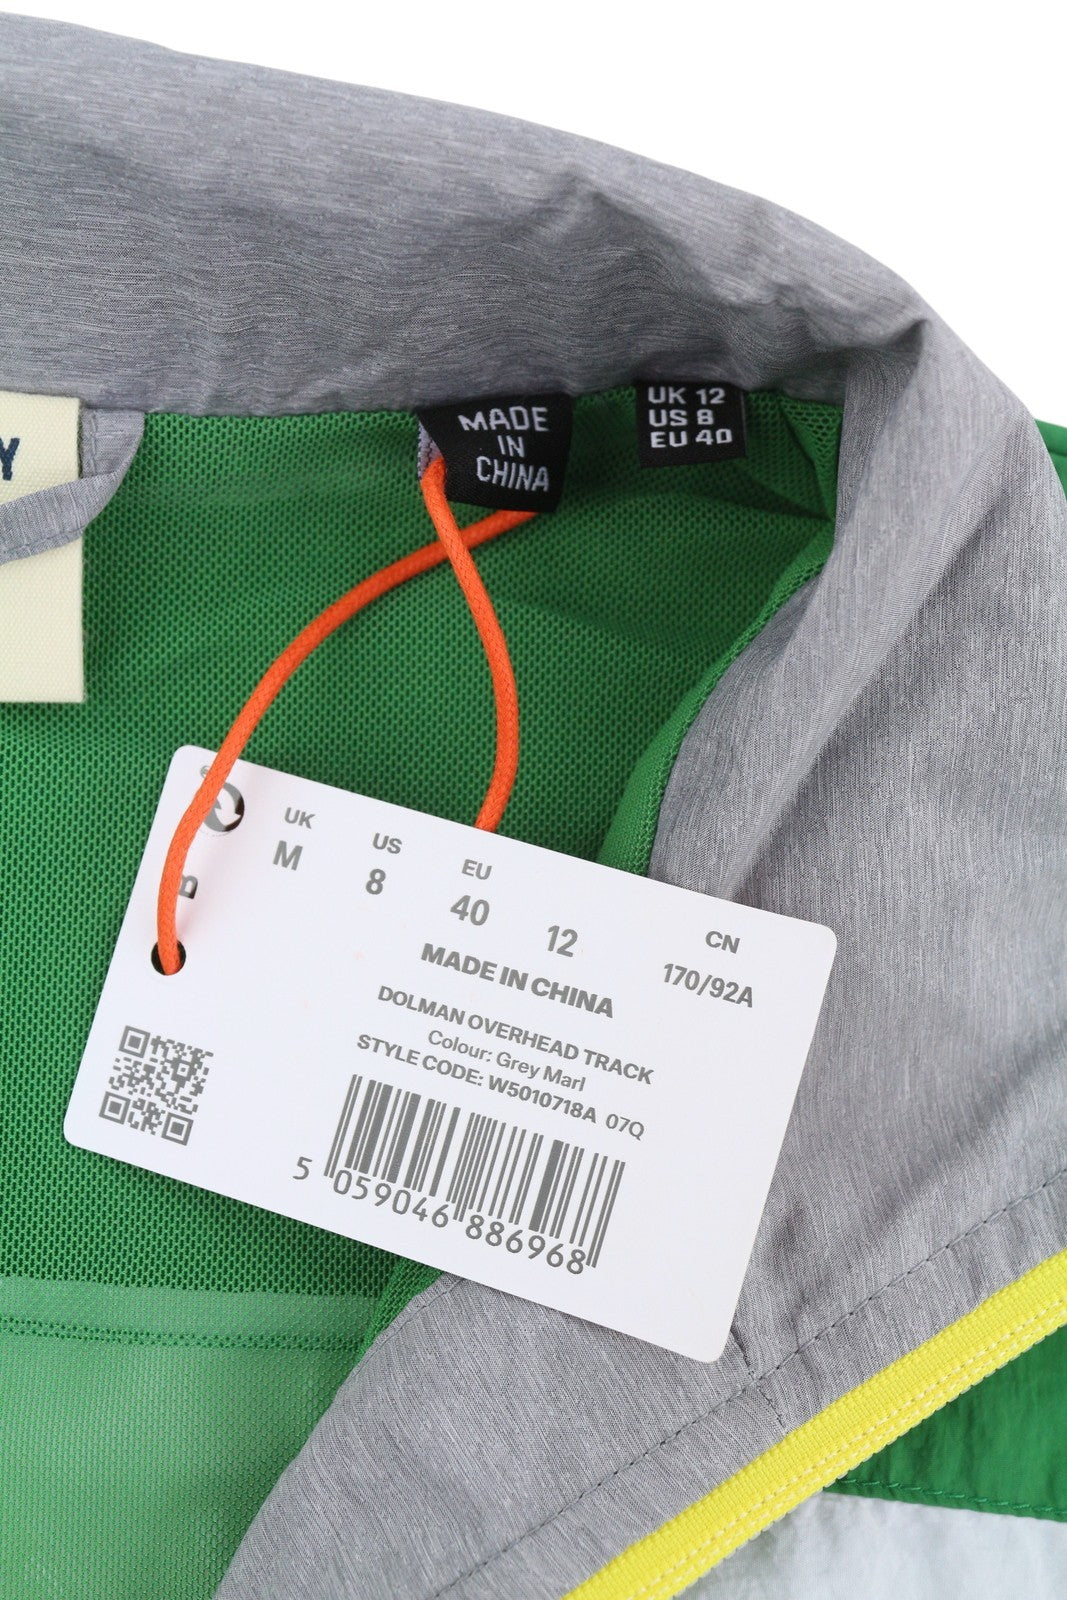 Y
MADE
IN
CHINA
UK 12
US 8
EU 40
UK US EU CN
M 8 40 12 170/92A
MADE IN CHINA
DOLMAN OVERHEAD TRACK
Colour: Grey Marl
STYLE CODE: W5010718A 07Q
5 059046 886968